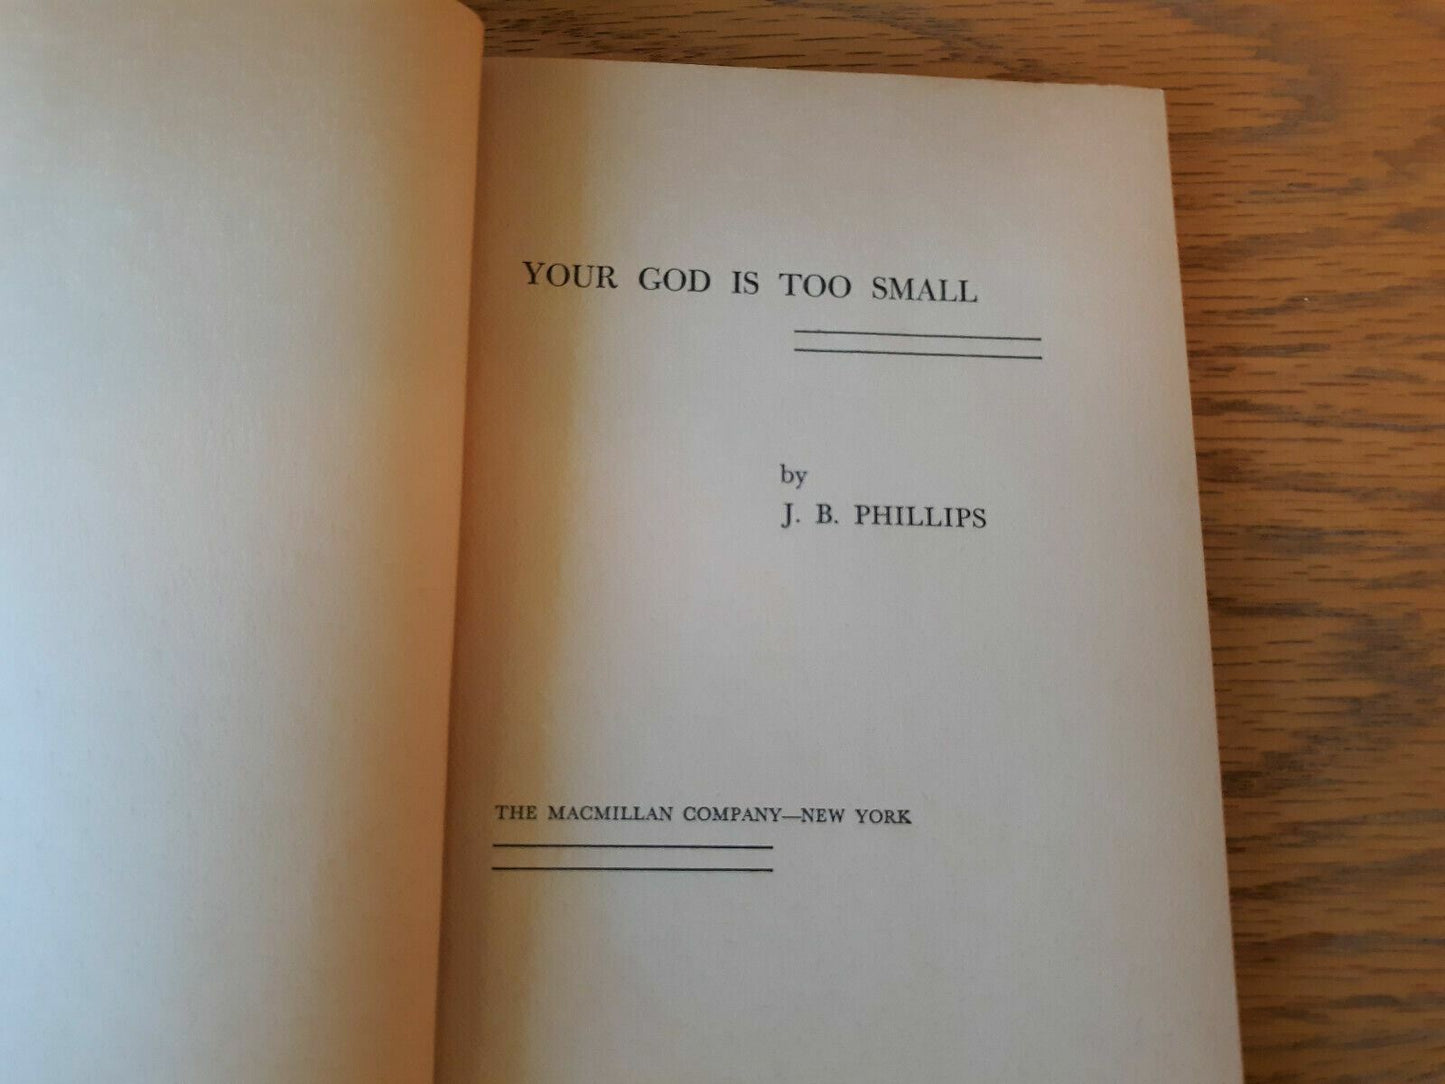 YOUR GOD IS TOO SMALL
by
J. B. PHILLIPS
THE MACMILLAN COMPANY—NEW YORK